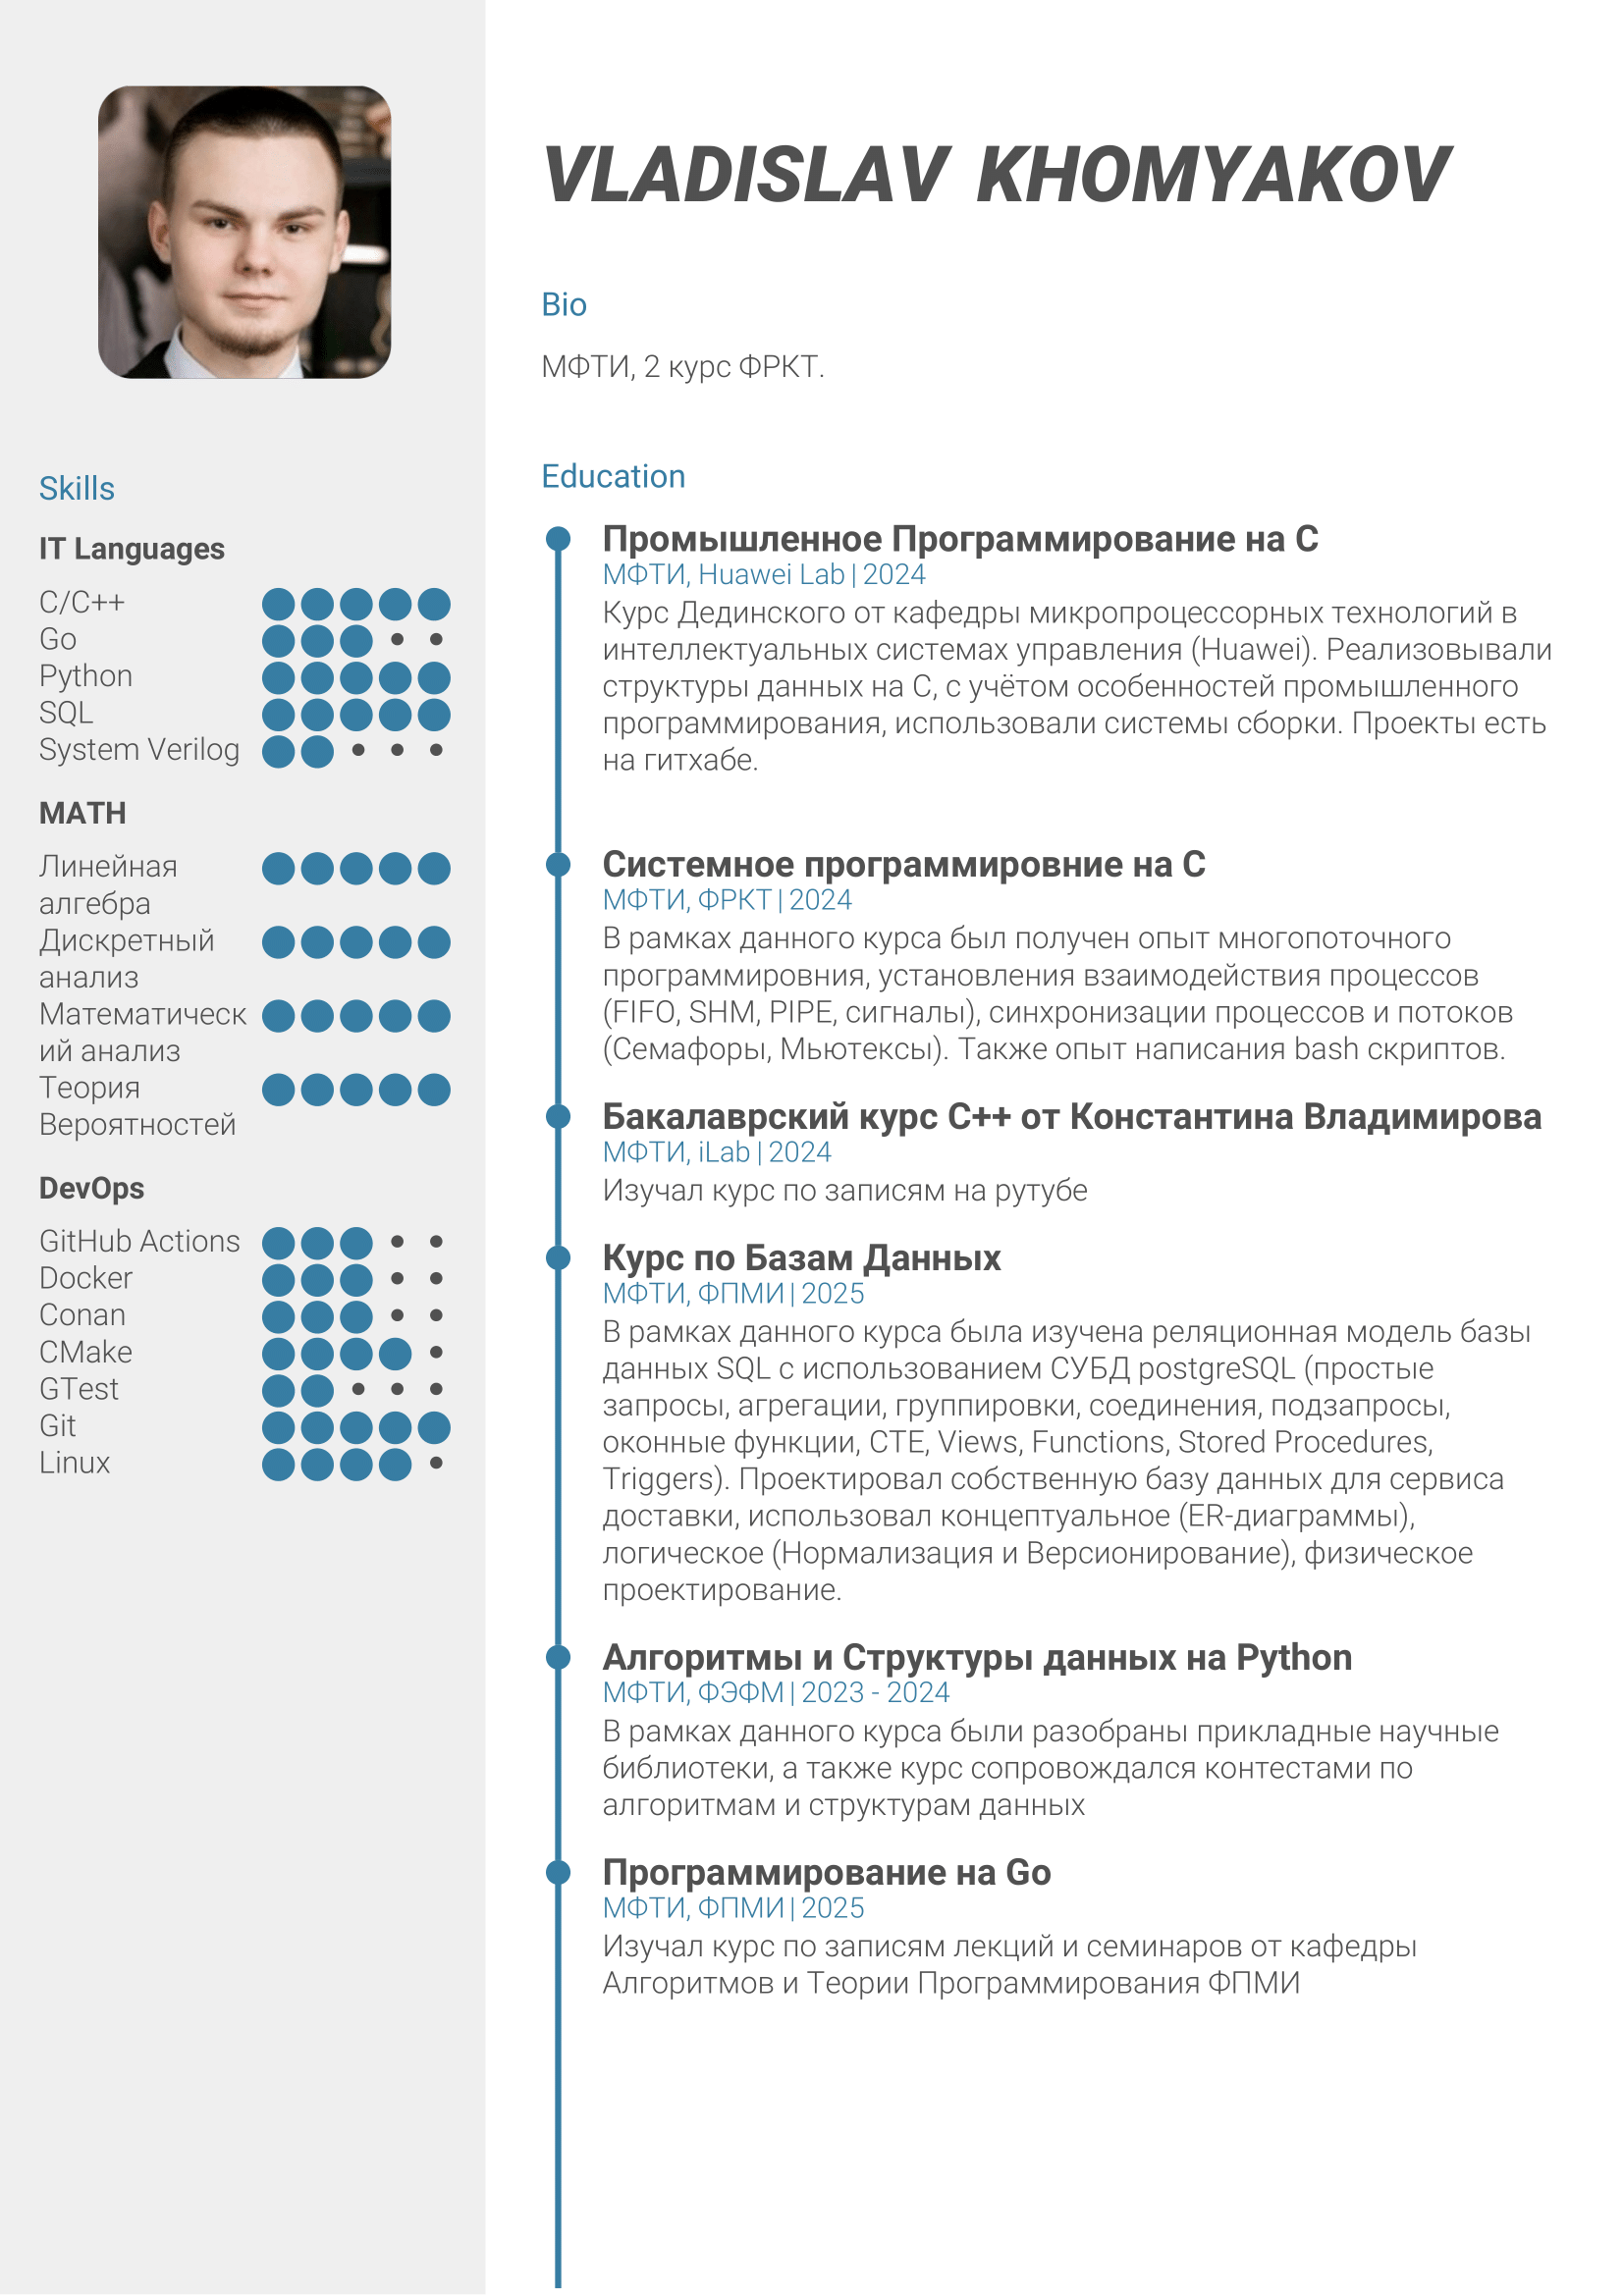 VLADISLAV KHOMYAKOV
Bio
МФТИ, 2 курс ФРКТ.
Skills
IT Languages
C/C++
Go
Python
SQL
System Verilog
MATH
Линейная
алгебра
Дискретный
анализ
Математическ
ий анализ
Теория
Вероятностей
DevOps
GitHub Actions
Docker
Conan
CMake
GTest
Git
Linux
Education
Промышленное Программирование на С
МФТИ, Huawei Lab | 2024
Курс Дединского от кафедры микропроцессорных технологий в
интеллектуальных системах управления (Huawei). Реализовывали
структуры данных на С, с учётом особенностей промышленного
программирования, использовали системы сборки. Проекты есть
на гитхабе.
Системное программировние на С
МФТИ, ФРКТ | 2024
В рамках данного курса был получен опыт многопоточного
программировния, установления взаимодействия процессов
(FIFO, SHM, PIPE, сигналы), синхронизации процессов и потоков
(Семафоры, Мьютексы). Также опыт написания bash скриптов.
Бакалаврский курс С++ от Константина Владимирова
МФТИ, iLab | 2024
Изучал курс по записям на рутубе
Курс по Базам Данных
МФТИ, ФПМИ | 2025
В рамках данного курса была изучена реляционная модель базы
данных SQL с использованием СУБД postgreSQL (простые
запросы, агрегации, группировки, соединения, подзапросы,
оконные функции, CTE, Views, Functions, Stored Procedures,
Triggers). Проектировал собственную базу данных для сервиса
доставки, использовал концептуальное (ER-диаграммы),
логическое (Нормализация и Версионирование), физическое
проектирование.
Алгоритмы и Структуры данных на Python
МФТИ, ФЭФМ | 2023 - 2024
В рамках данного курса были разобраны прикладные научные
библиотеки, а также курс сопровождался контестами по
алгоритмам и структурам данных
Программирование на Go
МФТИ, ФПМИ | 2025
Изучал курс по записям лекций и семинаров от кафедры
Алгоритмов и Теории Программирования ФПМИ